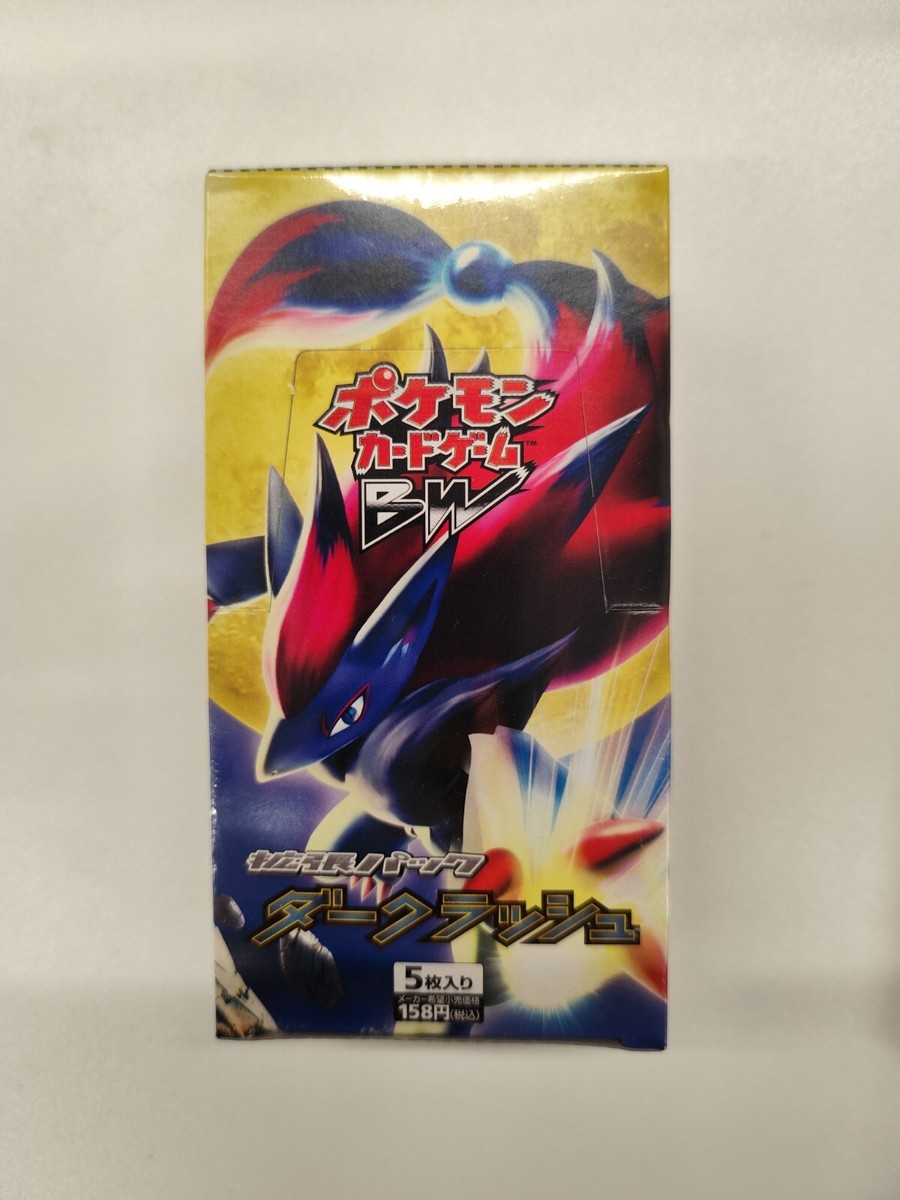 ポケモン
カードゲーム™
BW
拡張パック
ダークラッシュ
5枚入り
メーカー希望小売価格
158円(税込)